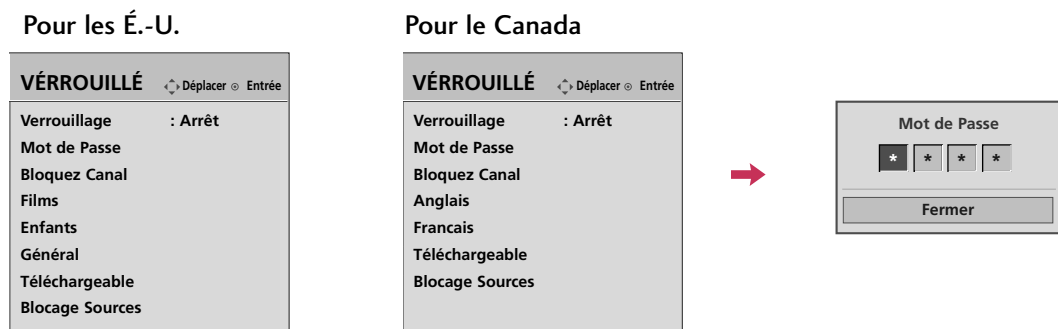 Pour les É.-U.
VÉRROUILLÉ Déplacer Entrée
Verrouillage : Arrêt
Mot de Passe
Bloquez Canal
Films
Enfants
Général
Téléchargeable
Blocage Sources
Pour le Canada
VÉRROUILLÉ Déplacer Entrée
Verrouillage : Arrêt
Mot de Passe
Bloquez Canal
Anglais
Francais
Téléchargeable
Blocage Sources
Mot de Passe
* * * *
Fermer